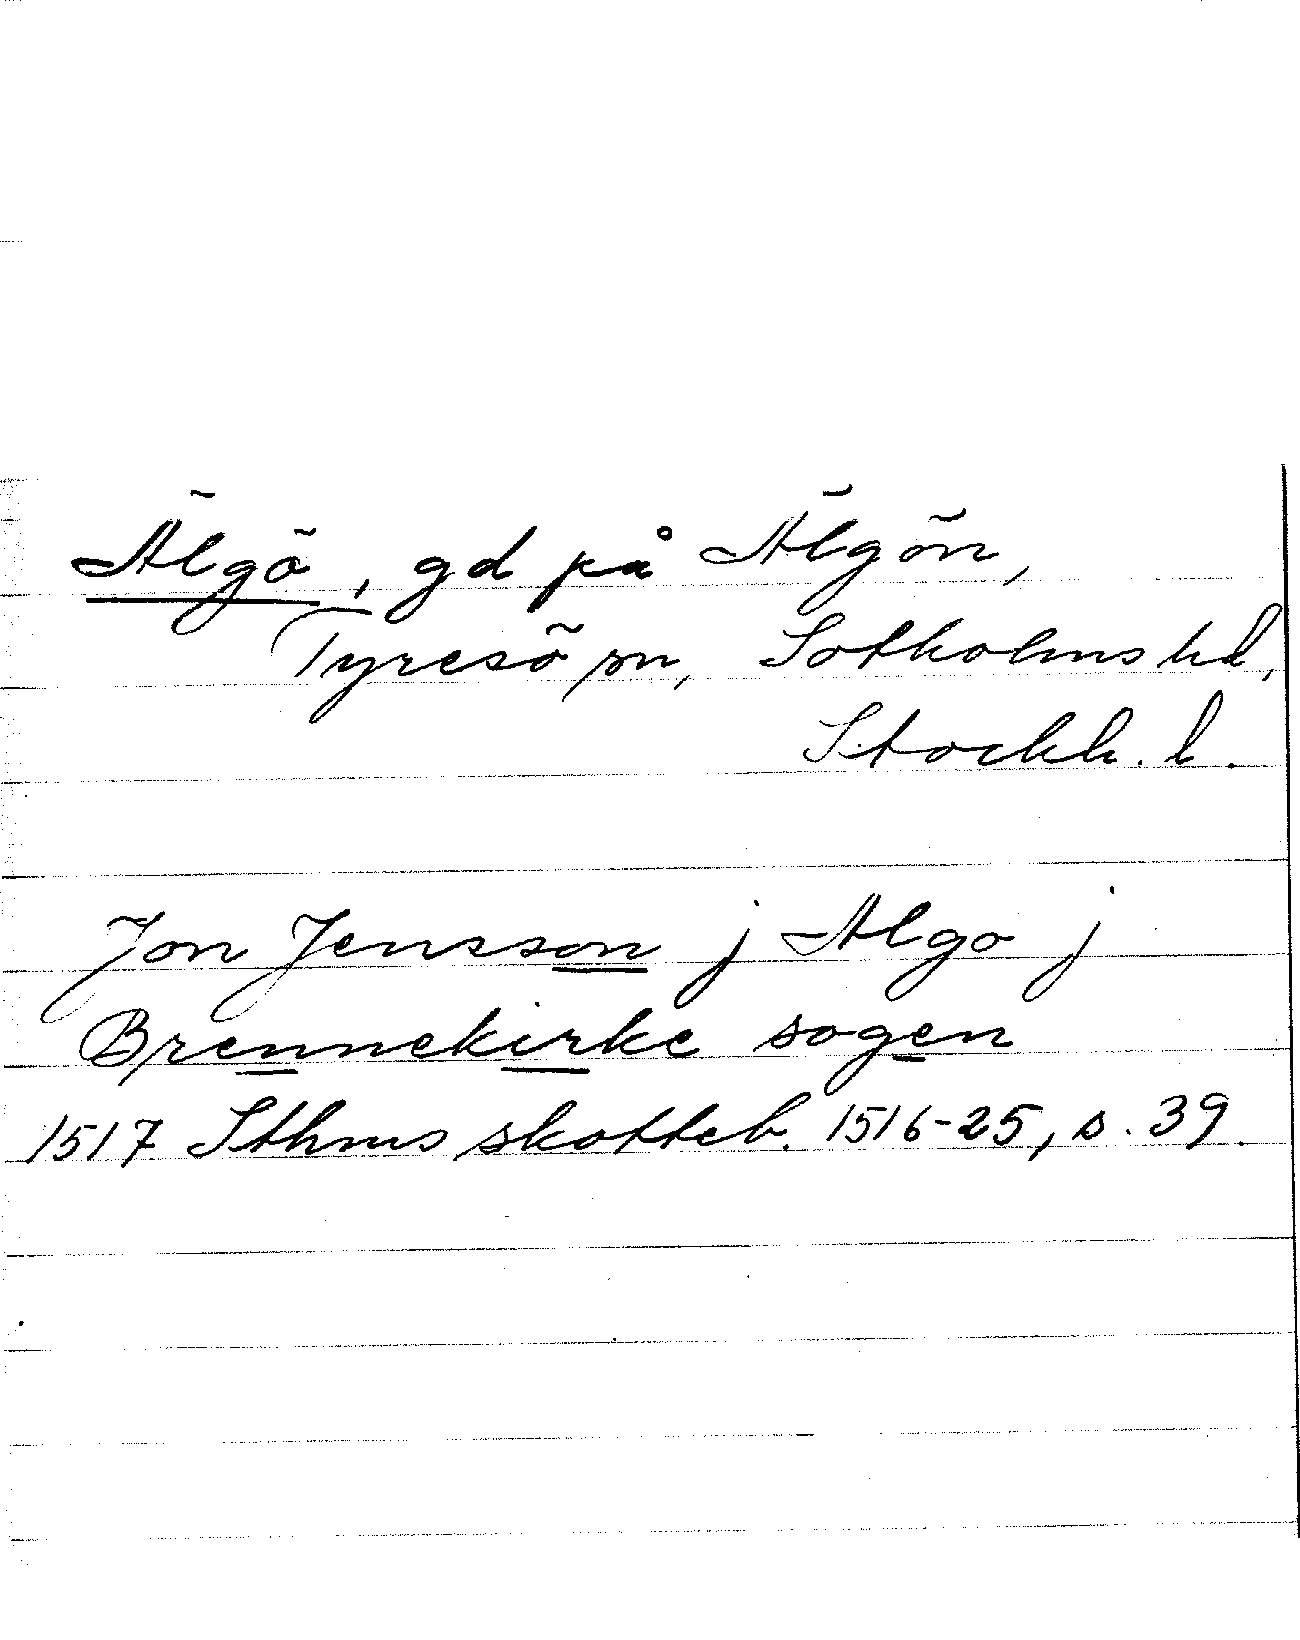 Älgö, gd på Älgön,
Tyresö sn, Sotholms hd,
Stockh. l.
Jon Jensson j Algo j
Brennekirke sogen
1517 Sthms skotteb. 1516-25, s. 39.